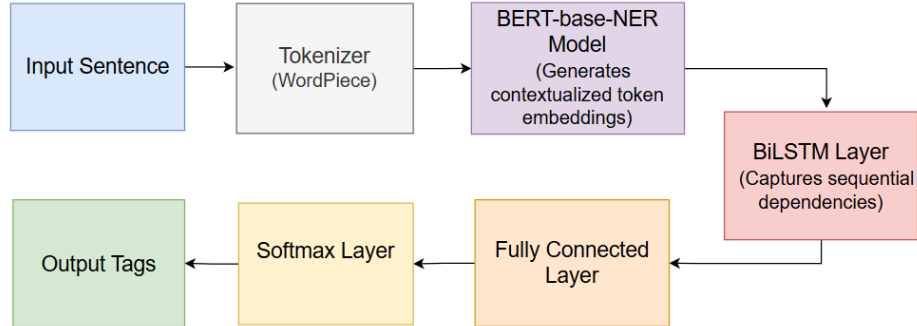 Input Sentence
Tokenizer
(WordPiece)
BERT-base-NER
Model
(Generates
contextualized token
embeddings)
BiLSTM Layer
(Captures sequential
dependencies)
Fully Connected
Layer
Softmax Layer
Output Tags